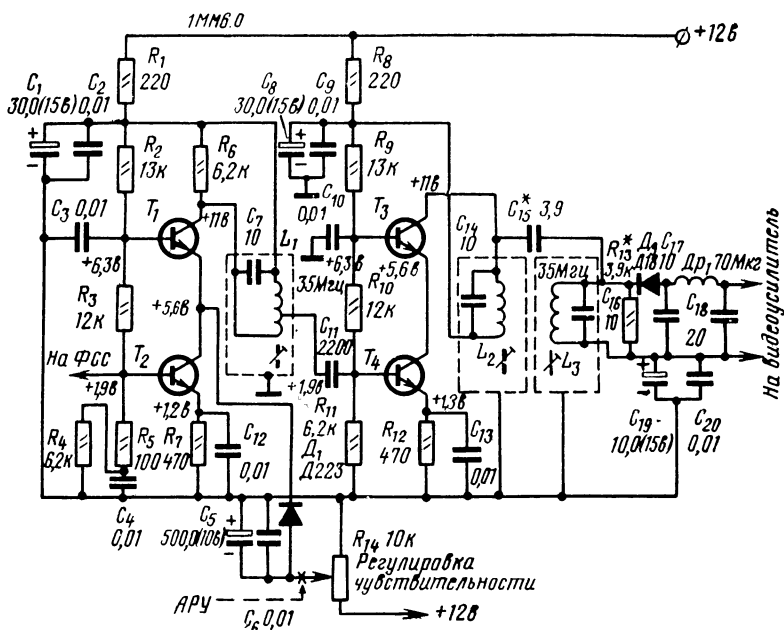 1ММ6.0
+12в
R1
220
C1
30,0(15в)
C2
0,01
R8
220
C8
30,0(15в)
C9
0,01
R2
13к
R6
6,2к
R9
13к
C10
0,01
C3 0,01
T1
+11в
C7
10
L1
T3
+11в
C15* 3,9
C14
10
+6,3в
+6,3в
35Мгц
R10
12к
+5,6в
35Мгц
R13*
3,9к
Д4
Д18
C17
10
Др1 70Мкг
R3
12к
+5,6в
C11
2200
C16
10
C18
20
На ФСС
T2
T4
L2
L3
На видеоусилитель
+1,9в
+1,2в
+1,9в
+1,3в
R4
6,2к
R5
100
R7
470
C12
0,01
R11
6,2к
Д1
Д223
R12
470
C13
0,01
C19
10,0(15в)
C20
0,01
C4
0,01
C5
500,0(10в)
R14 10к
Регулировка
чувствительности
АРУ
C6 0,01
+12в